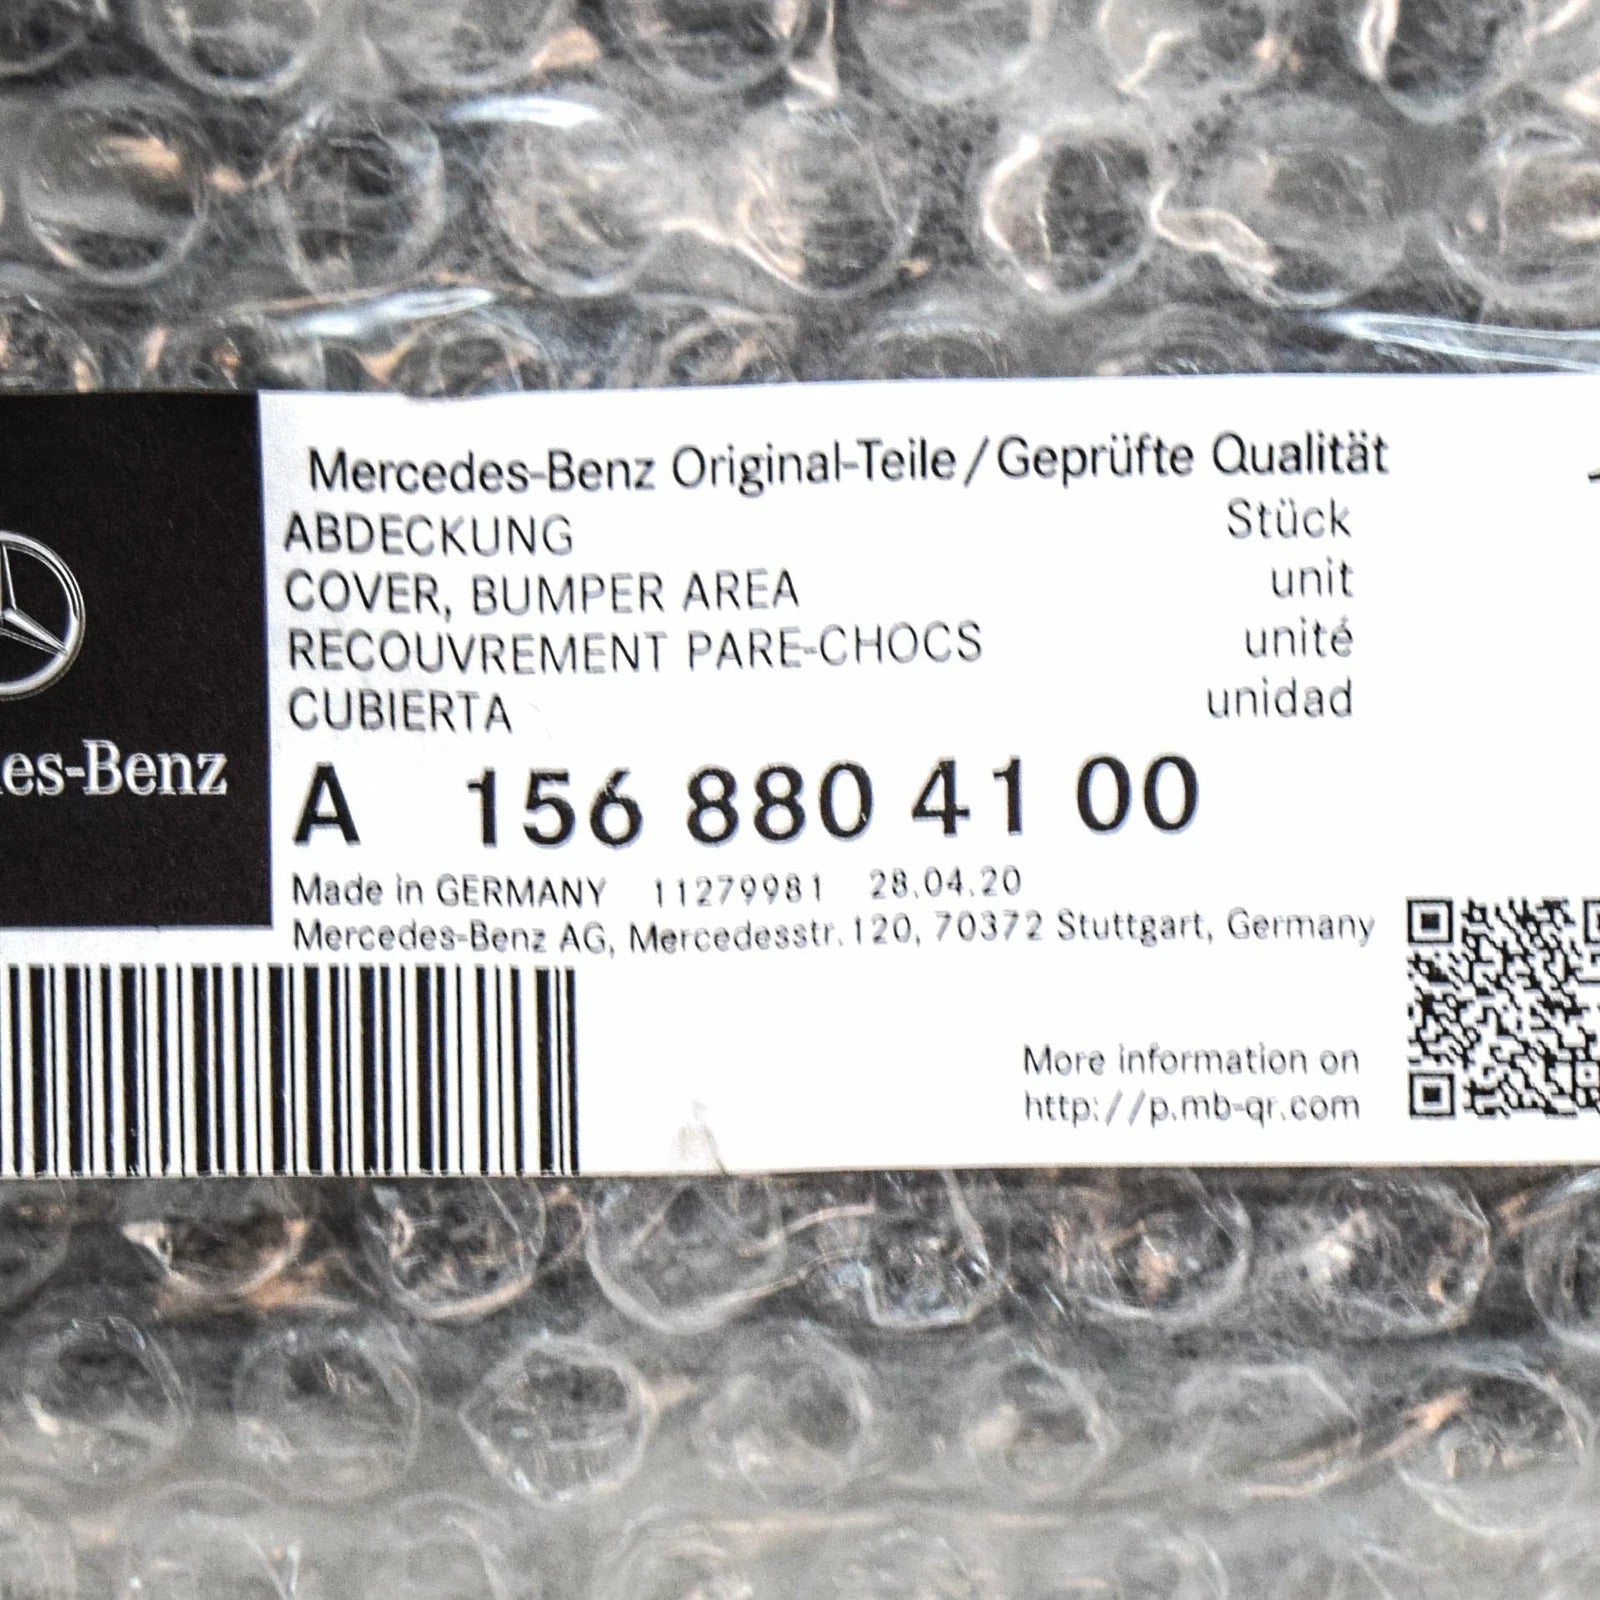 Mercedes-Benz Original-Teile/Geprüfte Qualität
ABDECKUNG Stück
COVER, BUMPER AREA unit
RECOUVREMENT PARE-CHOCS unité
CUBIERTA unidad
es-Benz
A 156 880 41 00
Made in GERMANY 11279981 28.04.20
Mercedes-Benz AG, Mercedesstr. 120, 70372 Stuttgart, Germany
More information on
http://p.mb-qr.com